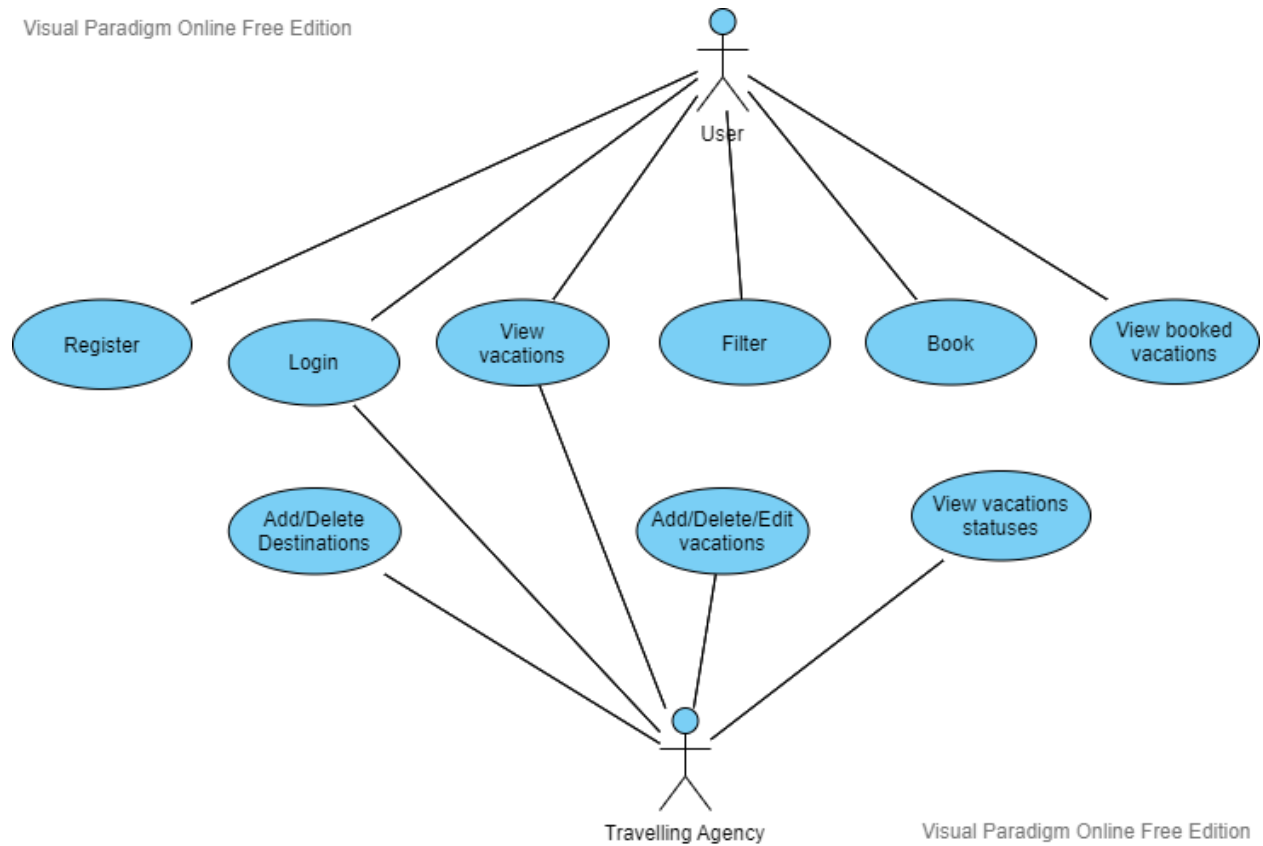 Visual Paradigm Online Free Edition
User
Register
Login
View
vacations
Filter
Book
View booked
vacations
Add/Delete
Destinations
Add/Delete/Edit
vacations
View vacations
statuses
Travelling Agency
Visual Paradigm Online Free Edition